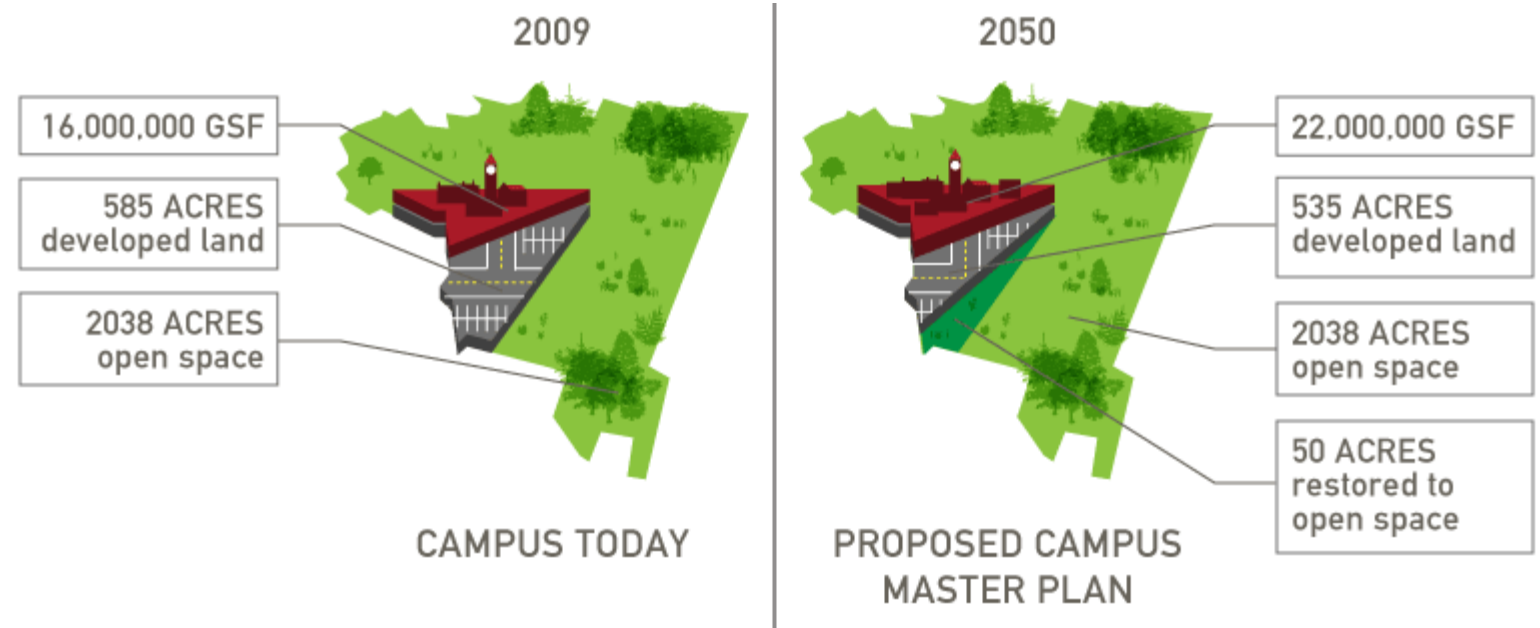 2009
16,000,000 GSF
585 ACRES
developed land
2038 ACRES
open space
CAMPUS TODAY
2050
22,000,000 GSF
535 ACRES
developed land
2038 ACRES
open space
50 ACRES
restored to
open space
PROPOSED CAMPUS
MASTER PLAN